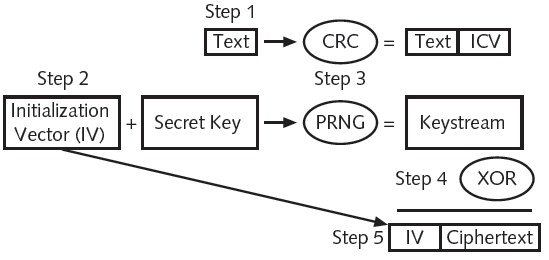 Step 1
Text CRC = Text ICV
Step 2 Step 3
Initialization
Vector (IV) + Secret Key PRNG = Keystream
Step 4 XOR
Step 5 IV Ciphertext